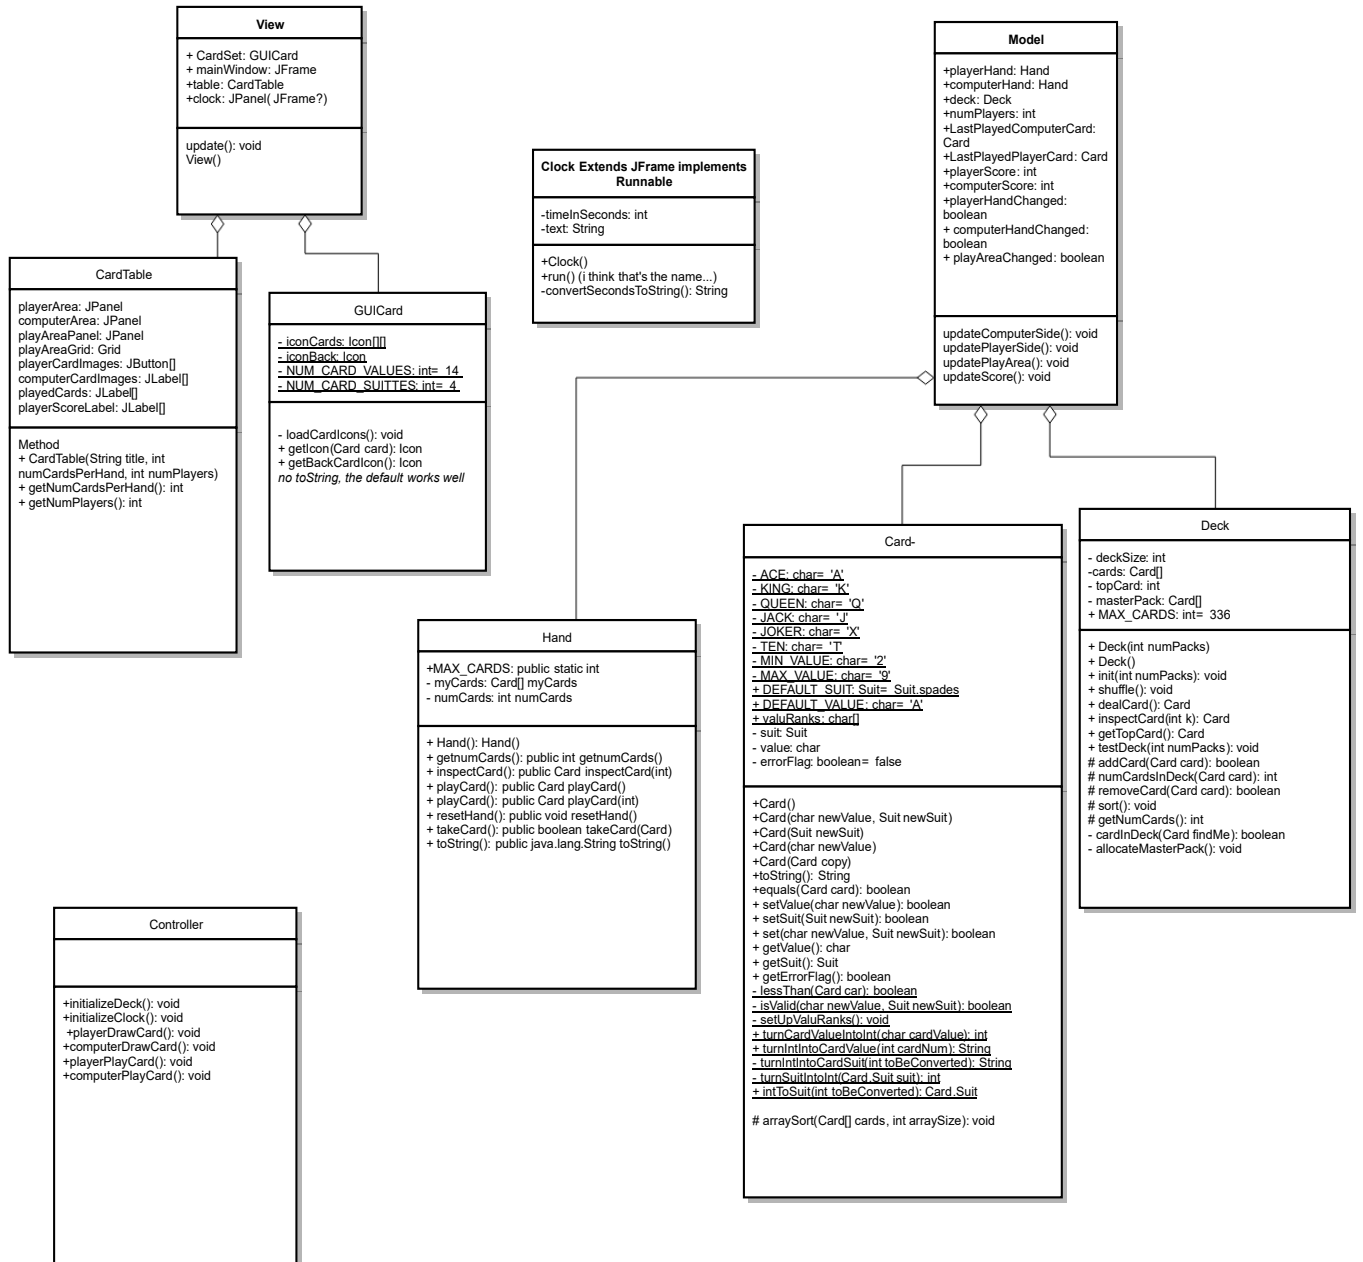 View
+ CardSet: GUICard
+ mainWindow: JFrame
+table: CardTable
+clock: JPanel( JFrame?)
update(): void
View()
Model
+playerHand: Hand
+computerHand: Hand
+deck: Deck
+numPlayers: int
+LastPlayedComputerCard:
Card
+LastPlayedPlayerCard: Card
+playerScore: int
+computerScore: int
+playerHandChanged:
boolean
+ computerHandChanged:
boolean
+ playAreaChanged: boolean
updateComputerSide(): void
updatePlayerSide(): void
updatePlayArea(): void
updateScore(): void
Clock Extends JFrame implements
Runnable
-timeInSeconds: int
-text: String
+Clock()
+run() (i think that's the name...)
-convertSecondsToString(): String
CardTable
playerArea: JPanel
computerArea: JPanel
playAreaPanel: JPanel
playAreaGrid: Grid
playerCardImages: JButton[]
computerCardImages: JLabel[]
playedCards: JLabel[]
playerScoreLabel: JLabel[]
Method
+ CardTable(String title, int
numCardsPerHand, int numPlayers)
+ getNumCardsPerHand(): int
+ getNumPlayers(): int
GUICard
- iconCards: Icon[][]
- iconBack: Icon
- NUM_CARD_VALUES: int= 14
- NUM_CARD_SUITTES: int= 4
- loadCardIcons(): void
+ getIcon(Card card): Icon
+ getBackCardIcon(): Icon
no toString, the default works well
Hand
+MAX_CARDS: public static int
- myCards: Card[] myCards
- numCards: int numCards
+ Hand(): Hand()
+ getnumCards(): public int getnumCards()
+ inspectCard(): public Card inspectCard(int)
+ playCard(): public Card playCard()
+ playCard(): public Card playCard(int)
+ resetHand(): public void resetHand()
+ takeCard(): public boolean takeCard(Card)
+ toString(): public java.lang.String toString()
Card-
- ACE: char= 'A'
- KING: char= 'K'
- QUEEN: char= 'Q'
- JACK: char= 'J'
- JOKER: char= 'X'
- TEN: char= 'T'
- MIN_VALUE: char= '2'
- MAX_VALUE: char= '9'
+ DEFAULT_SUIT: Suit= Suit.spades
+ DEFAULT_VALUE: char= 'A'
+ valuRanks: char[]
- suit: Suit
- value: char
- errorFlag: boolean= false
+Card()
+Card(char newValue, Suit newSuit)
+Card(Suit newSuit)
+Card(char newValue)
+Card(Card copy)
+toString(): String
+equals(Card card): boolean
+ setValue(char newValue): boolean
+ setSuit(Suit newSuit): boolean
+ set(char newValue, Suit newSuit): boolean
+ getValue(): char
+ getSuit(): Suit
+ getErrorFlag(): boolean
- lessThan(Card car): boolean
- isValid(char newValue, Suit newSuit): boolean
- setUpValuRanks(): void
+ turnCardValueIntoInt(char cardValue): int
+ turnIntIntoCardValue(int cardNum): String
- turnIntIntoCardSuit(int toBeConverted): String
- turnSuitIntoInt(Card.Suit suit): int
+ intToSuit(int toBeConverted): Card.Suit
# arraySort(Card[] cards, int arraySize): void
Deck
- deckSize: int
-cards: Card[]
- topCard: int
- masterPack: Card[]
+ MAX_CARDS: int= 336
+ Deck(int numPacks)
+ Deck()
+ init(int numPacks): void
+ shuffle(): void
+ dealCard(): Card
+ inspectCard(int k): Card
+ getTopCard(): Card
+ testDeck(int numPacks): void
# addCard(Card card): boolean
# numCardsInDeck(Card card): int
# removeCard(Card card): boolean
# sort(): void
# getNumCards(): int
- cardInDeck(Card findMe): boolean
- allocateMasterPack(): void
Controller
+initializeDeck(): void
+initializeClock(): void
+playerDrawCard(): void
+computerDrawCard(): void
+playerPlayCard(): void
+computerPlayCard(): void